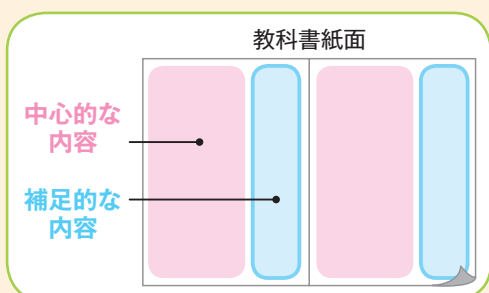 教科書紙面
中心的な
内容
補足的な
内容